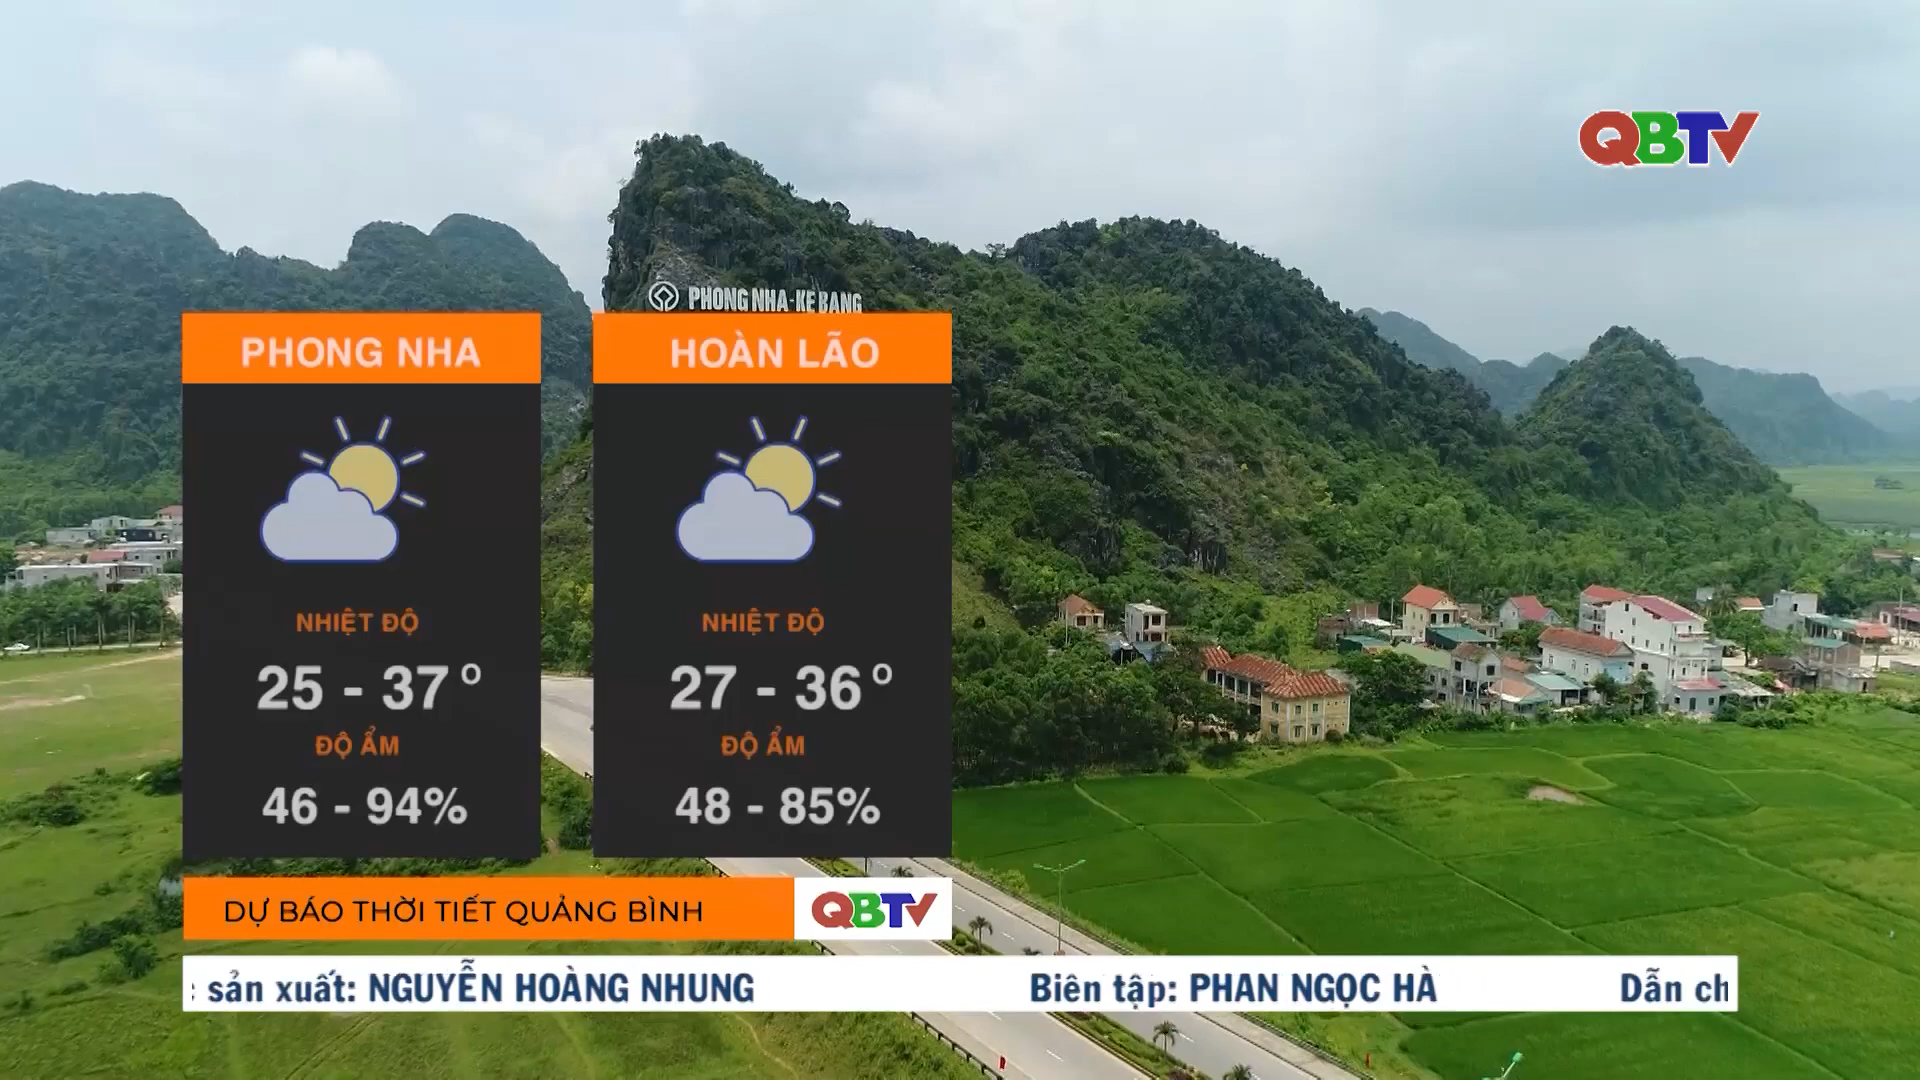 QBTV
PHONG NHA-KE BANG
PHONG NHA
NHIỆT ĐỘ
25 - 37°
ĐỘ ẨM
46 - 94%
HOÀN LÃO
NHIỆT ĐỘ
27 - 36°
ĐỘ ẨM
48 - 85%
DỰ BÁO THỜI TIẾT QUẢNG BÌNH
QBTV
sản xuất: NGUYỄN HOÀNG NHUNG Biên tập: PHAN NGỌC HÀ Dẫn ch